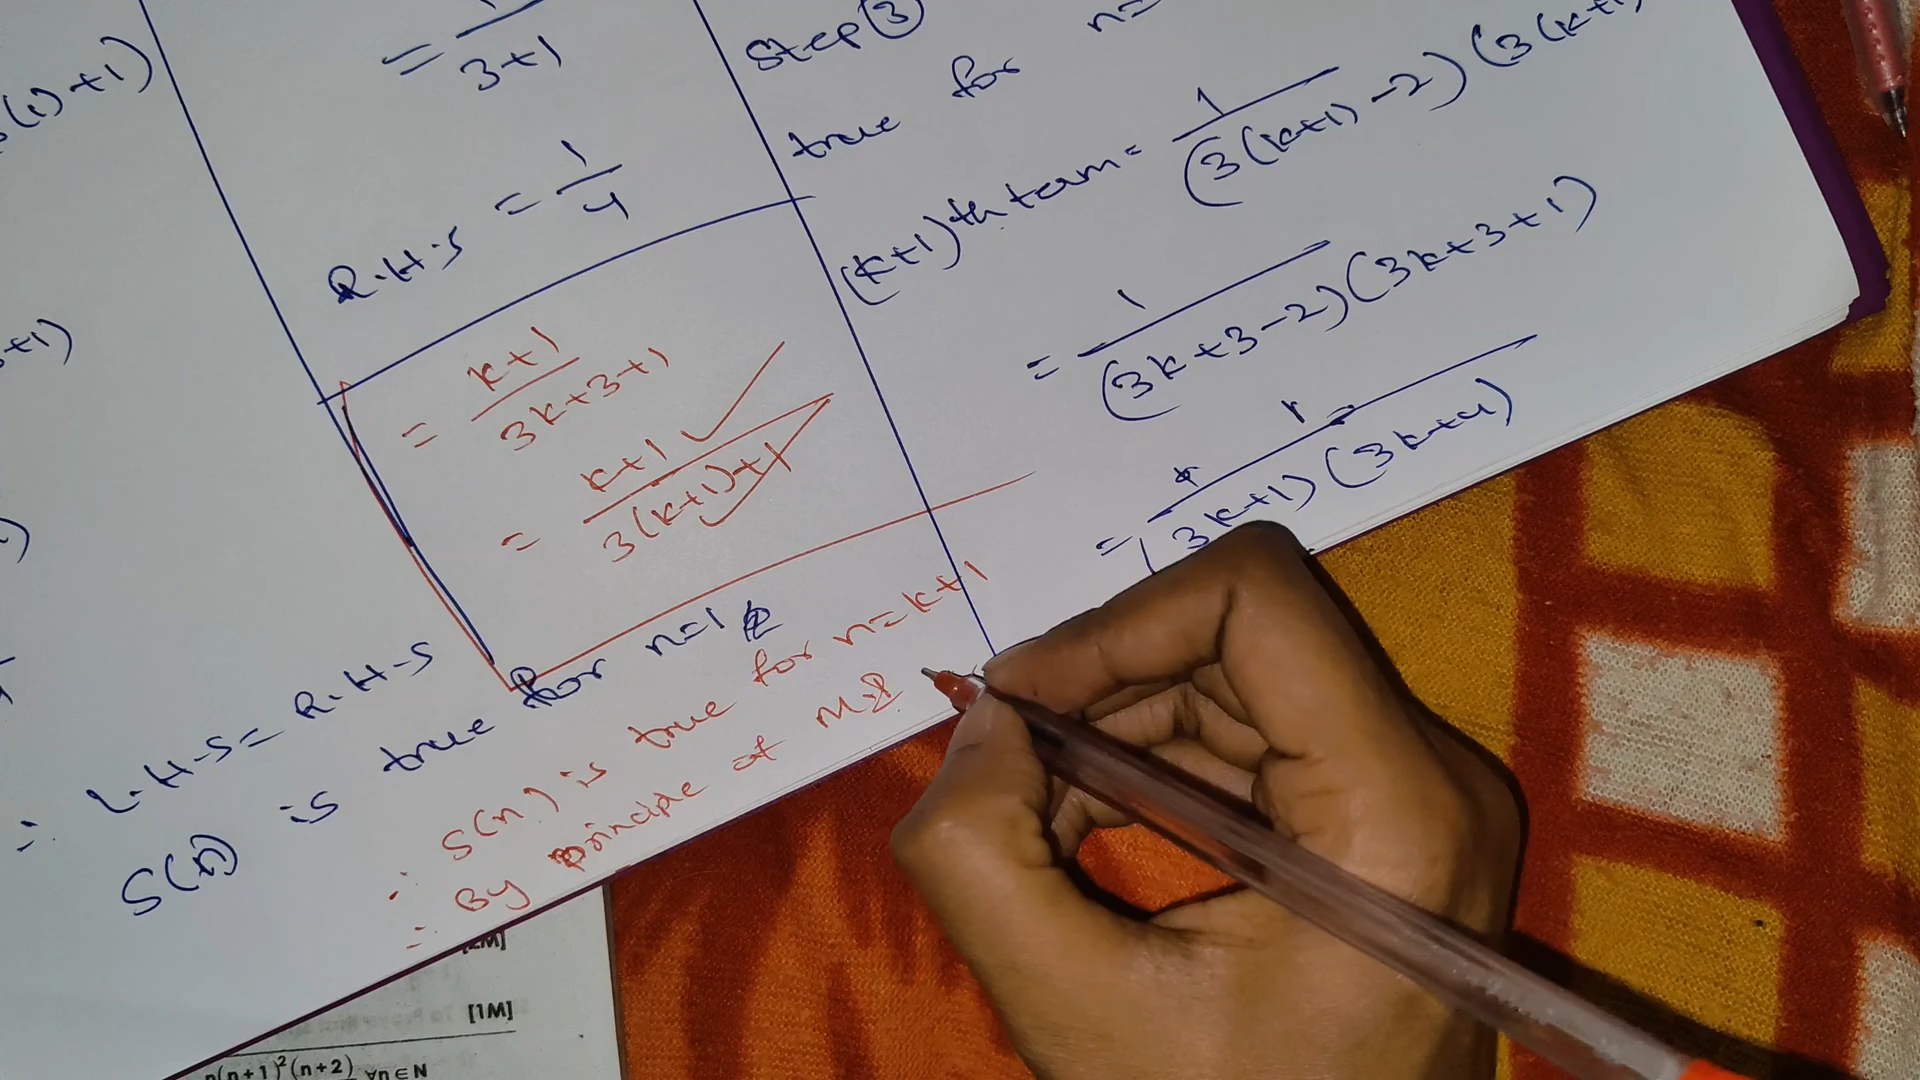 (1)+1)
+1)
= 1/(3+1)
R.H.S = 1/4
= (k+1)/(3k+3+1)
= (k+1)/(3(k+1)+1)
∴ L.H.S = R.H.S
S(n) is true for n=1
∴ S(n) is true for n=k+1
∴ By principle of M.I
Step ③
true for n=
(k+1)th team = 1/((3(k+1)-2)(3(k+1)
= 1/((3k+3-2)(3k+3+1))
= 1/((3k+1)(3k+4))
[2M]
[1M]
n(n+1)²(n+2) ∀n∈N